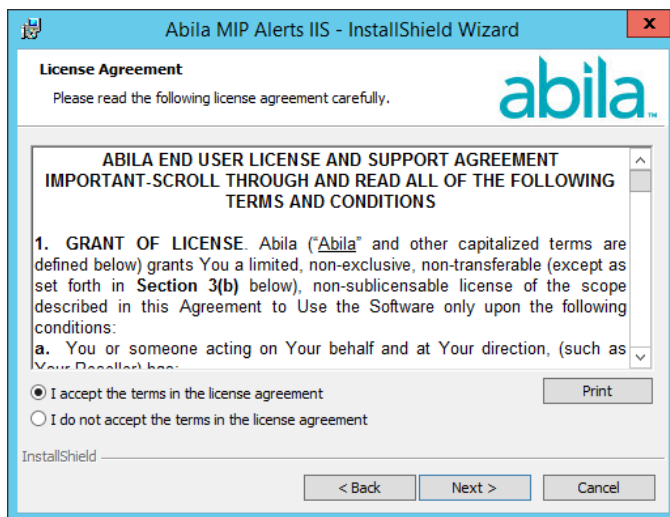 Abila MIP Alerts IIS - InstallShield Wizard
x
License Agreement
Please read the following license agreement carefully.
abila™
ABILA END USER LICENSE AND SUPPORT AGREEMENT
IMPORTANT-SCROLL THROUGH AND READ ALL OF THE FOLLOWING
TERMS AND CONDITIONS
1. GRANT OF LICENSE. Abila (“Abila” and other capitalized terms are
defined below) grants You a limited, non-exclusive, non-transferable (except as
set forth in Section 3(b) below), non-sublicensable license of the scope
described in this Agreement to Use the Software only upon the following
conditions:
a. You or someone acting on Your behalf and at Your direction, (such as
Your Reseller) has:
I accept the terms in the license agreement
Print
I do not accept the terms in the license agreement
InstallShield
< Back
Next >
Cancel